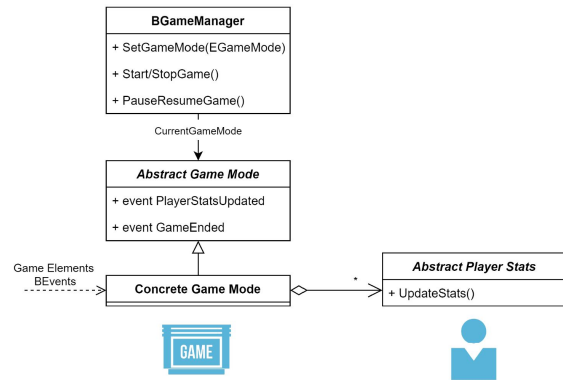 BGameManager
+ SetGameMode(EGameMode)
+ Start/StopGame()
+ PauseResumeGame()
CurrentGameMode
Abstract Game Mode
+ event PlayerStatsUpdated
+ event GameEnded
Game Elements
BEvents
Concrete Game Mode
*
Abstract Player Stats
+ UpdateStats()
GAME